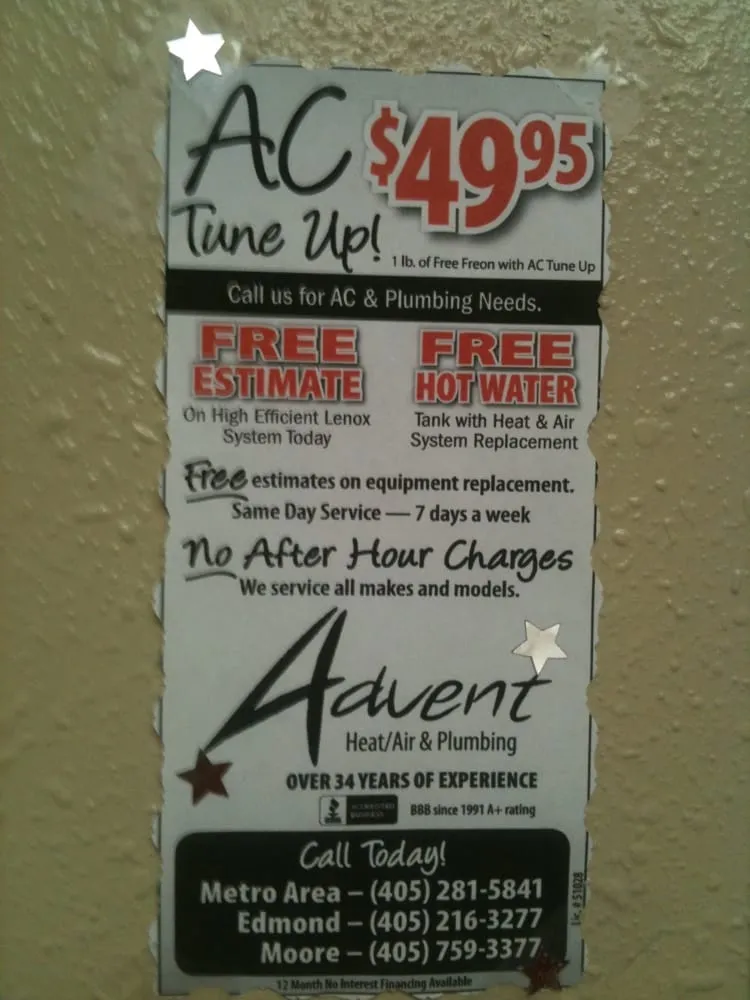 AC $49.95
Tune Up!
1 lb. of Free Freon with AC Tune Up
Call us for AC & Plumbing Needs.
FREE
ESTIMATE
On High Efficient Lenox
System Today
FREE
HOT WATER
Tank with Heat & Air
System Replacement
Free estimates on equipment replacement.
Same Day Service — 7 days a week
No After Hour Charges
We service all makes and models.
Advent
Heat/Air & Plumbing
OVER 34 YEARS OF EXPERIENCE
ACCREDITED
BUSINESS
BBB since 1991 A+ rating
Call Today!
Metro Area – (405) 281-5841
Edmond – (405) 216-3277
Moore – (405) 759-3377
Lic. # 51028
12 Month No Interest Financing Available